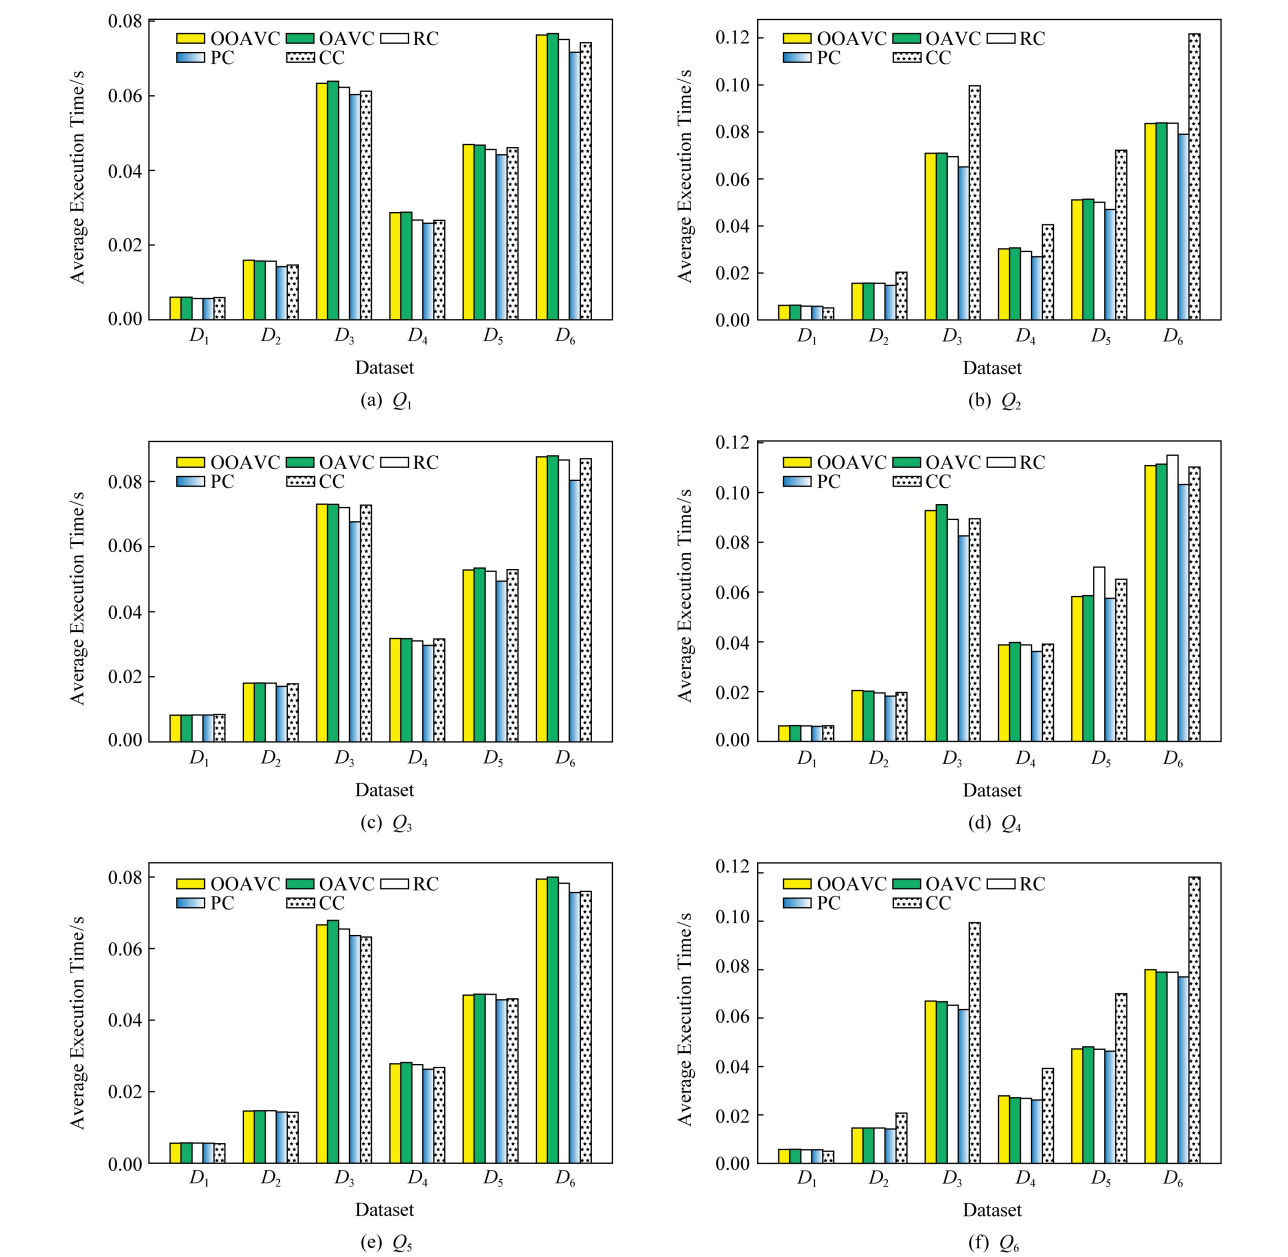 OOAVC OAVC RC
PC CC
Average Execution Time/s
0.08
0.06
0.04
0.02
0.00
D1 D2 D3 D4 D5 D6
Dataset
(a) Q1
OOAVC OAVC RC
PC CC
Average Execution Time/s
0.12
0.10
0.08
0.06
0.04
0.02
0.00
D1 D2 D3 D4 D5 D6
Dataset
(b) Q2
OOAVC OAVC RC
PC CC
Average Execution Time/s
0.08
0.06
0.04
0.02
0.00
D1 D2 D3 D4 D5 D6
Dataset
(c) Q3
OOAVC OAVC RC
PC CC
Average Execution Time/s
0.12
0.10
0.08
0.06
0.04
0.02
0.00
D1 D2 D3 D4 D5 D6
Dataset
(d) Q4
OOAVC OAVC RC
PC CC
Average Execution Time/s
0.08
0.06
0.04
0.02
0.00
D1 D2 D3 D4 D5 D6
Dataset
(e) Q5
OOAVC OAVC RC
PC CC
Average Execution Time/s
0.12
0.10
0.08
0.06
0.04
0.02
0.00
D1 D2 D3 D4 D5 D6
Dataset
(f) Q6